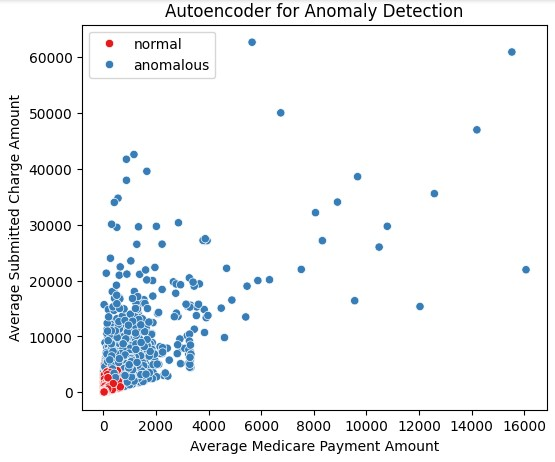 Autoencoder for Anomaly Detection
normal
anomalous
Average Submitted Charge Amount
60000
50000
40000
30000
20000
10000
0
0 2000 4000 6000 8000 10000 12000 14000 16000
Average Medicare Payment Amount